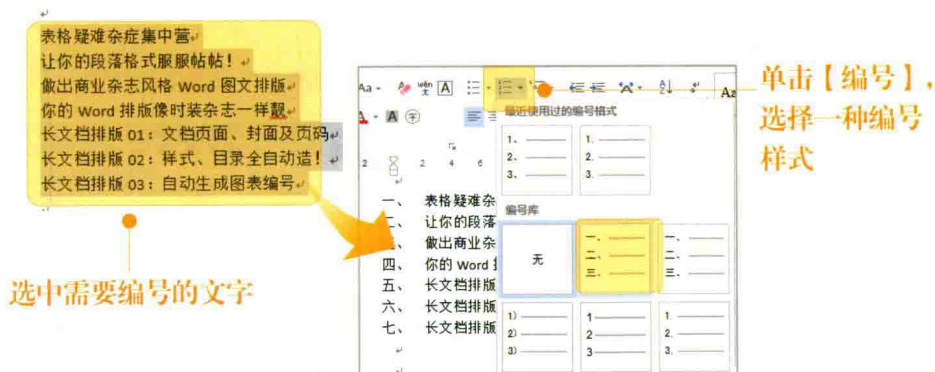 表格疑难杂症集中营
让你的段落格式服服帖帖！
做出商业杂志风格 Word 图文排版
你的 Word 排版像时装杂志一样靓
长文档排版 01：文档页面、封面及页码
长文档排版 02：样式、目录全自动造！
长文档排版 03：自动生成图表编号
选中需要编号的文字
单击【编号】，
选择一种编号
样式
Aa
wén
文 A
Aa
A A 字
最近使用过的编号格式
1. 1.
2. 2.
3. 3.
2 2 4 6
编号库
一、 表格疑难杂
二、 让你的段落
三、 做出商业杂
四、 你的 Word
五、 长文档排版
六、 长文档排版
七、 长文档排版
无
一、 一、
二、 二、
三、 三、
1) 1 1.
2) 2 2.
3) 3 3.